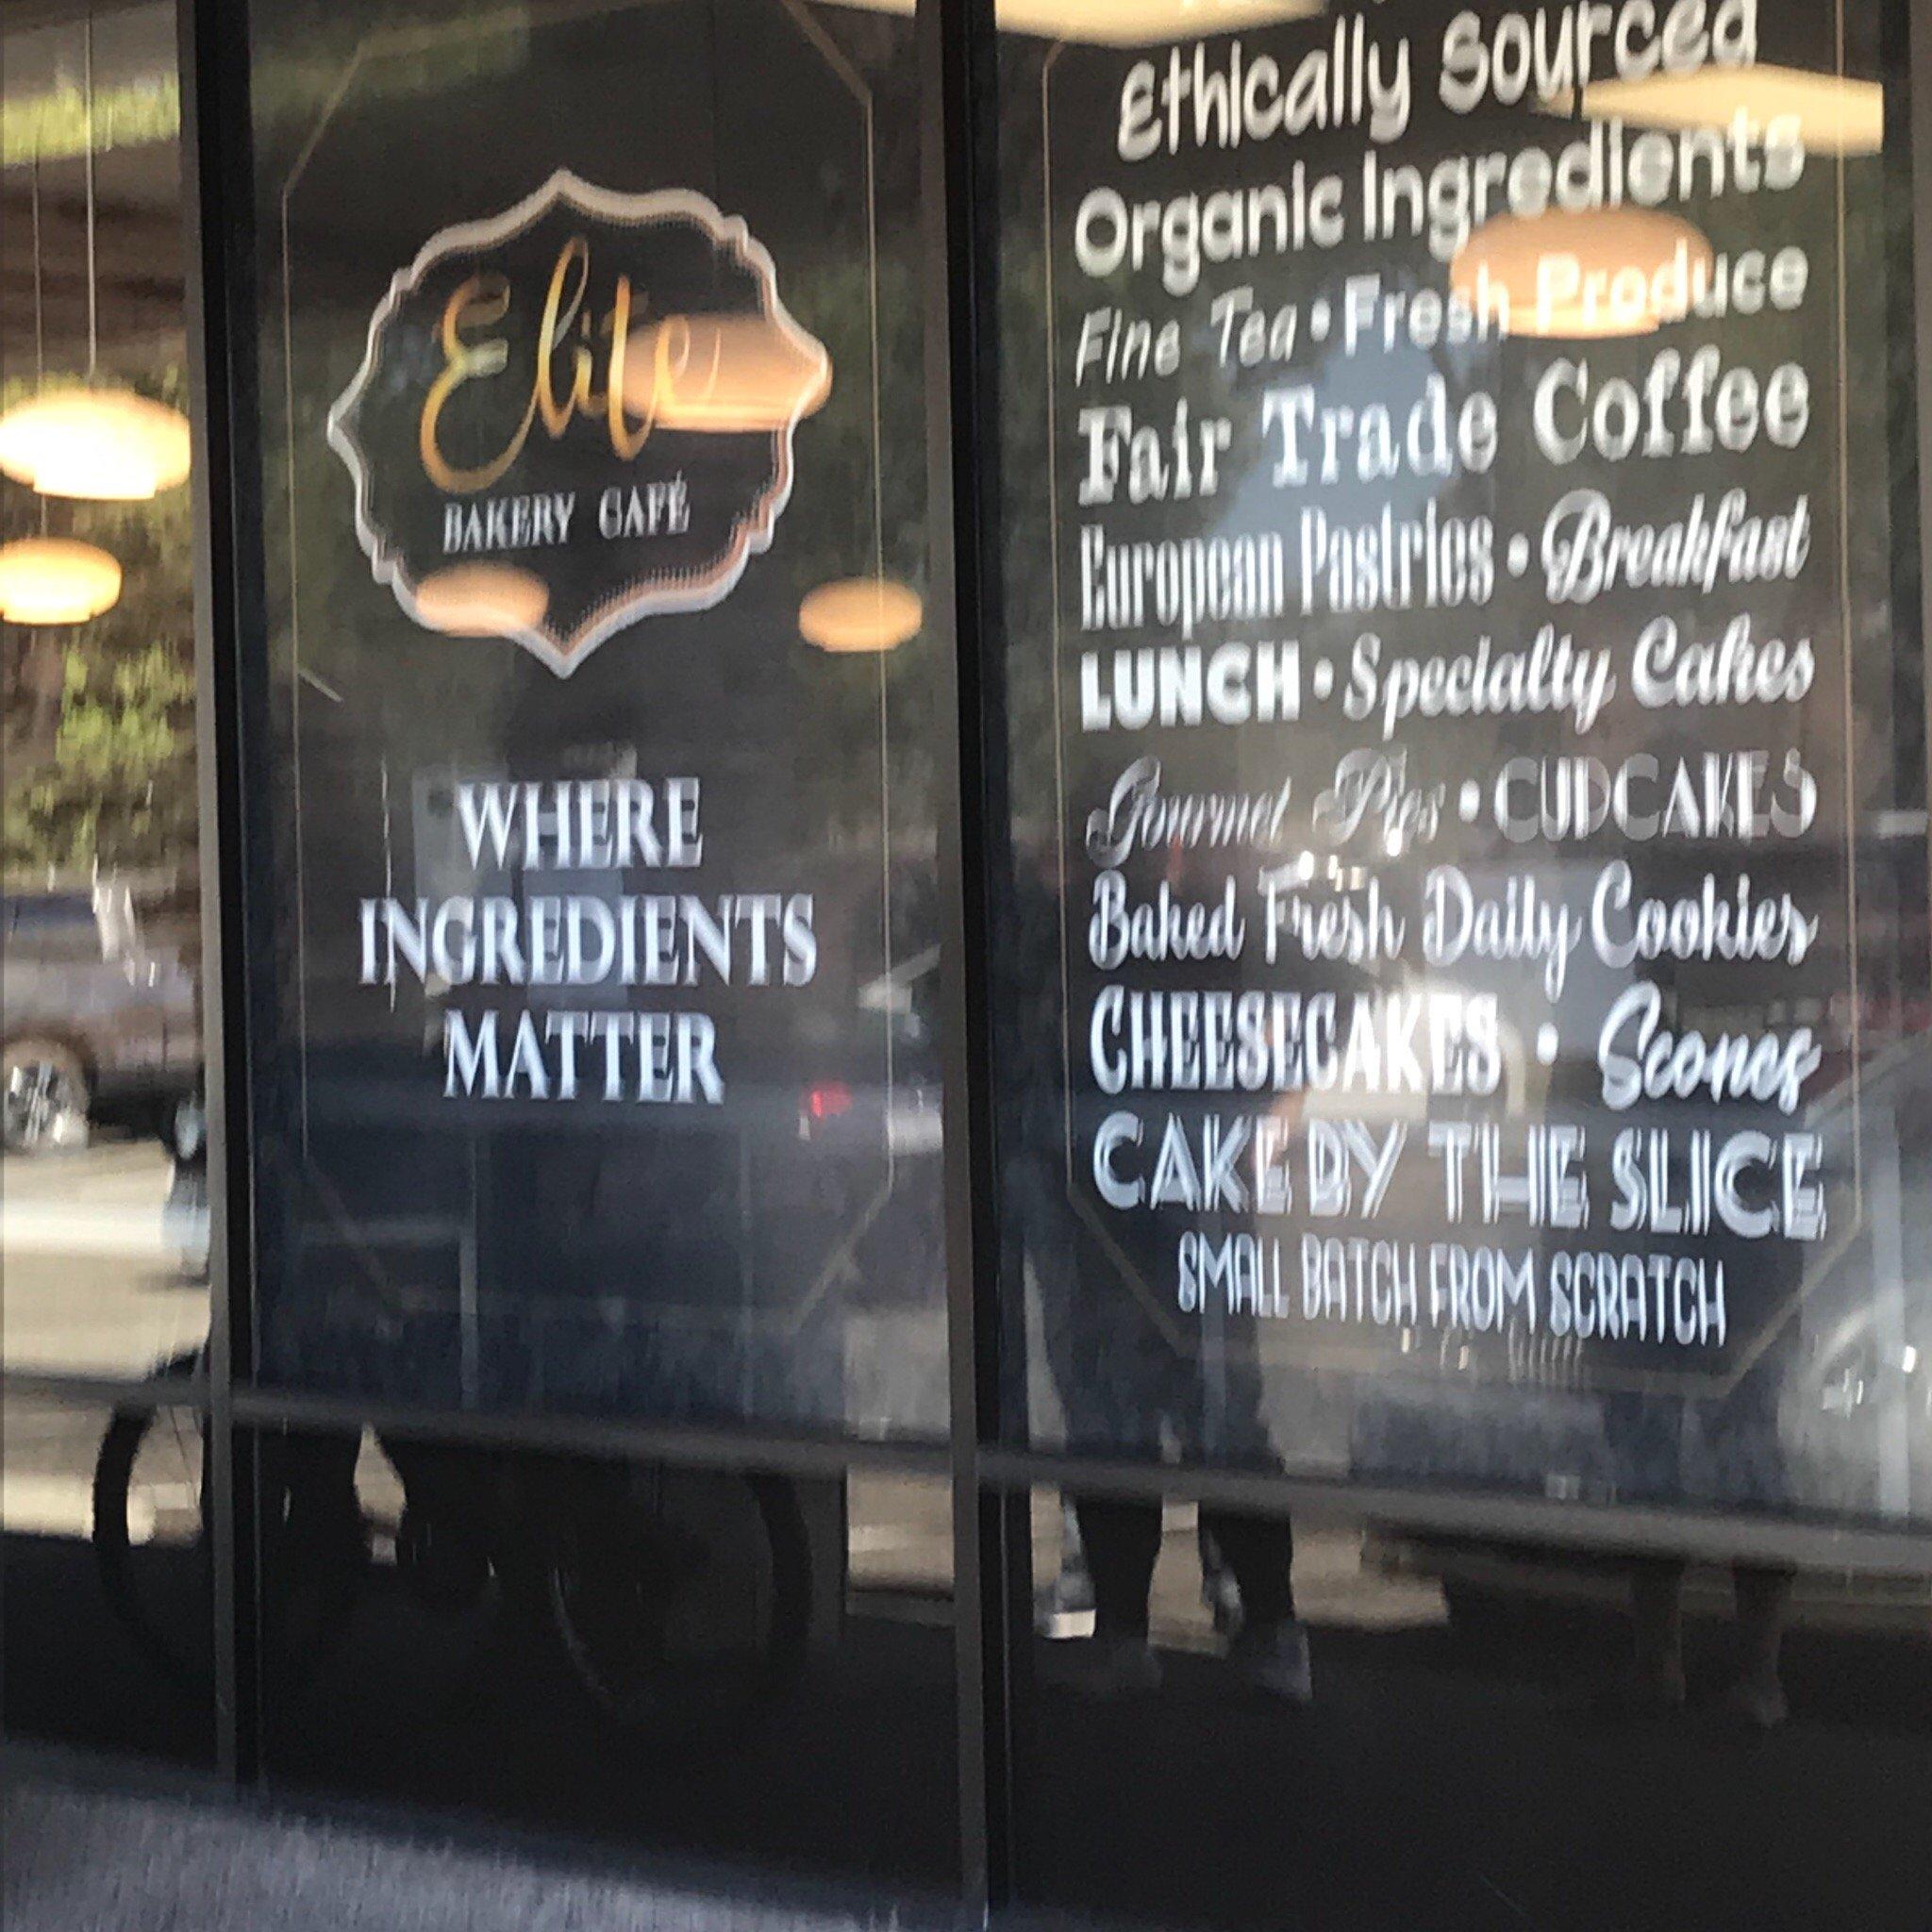 Elite
BAKERY CAFÉ
WHERE
INGREDIENTS
MATTER
Ethically Sourced
Organic Ingredients
Fine Tea • Fresh Produce
Fair Trade Coffee
European Pastries • Breakfast
LUNCH • Specialty Cakes
Gourmet Pies • CUPCAKES
Baked Fresh Daily Cookies
CHEESECAKES • Scones
CAKE BY THE SLICE
SMALL BATCH FROM SCRATCH